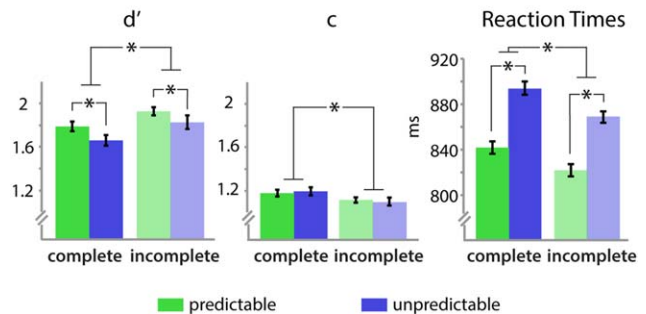 d' c Reaction Times
* * *
* * * *
2 2 920
1.6 1.6 880
ms
840
1.2 1.2 800
complete incomplete complete incomplete complete incomplete
predictable unpredictable